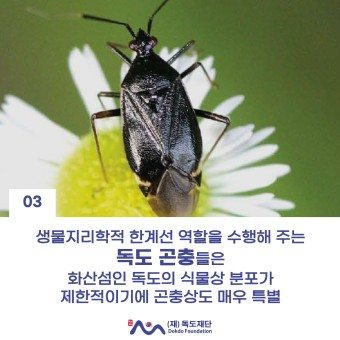 03
생물지리학적 한계선 역할을 수행해 주는
독도 곤충들은
화산섬인 독도의 식물상 분포가
제한적이기에 곤충상도 매우 특별
(재) 독도재단
Dokdo Foundation